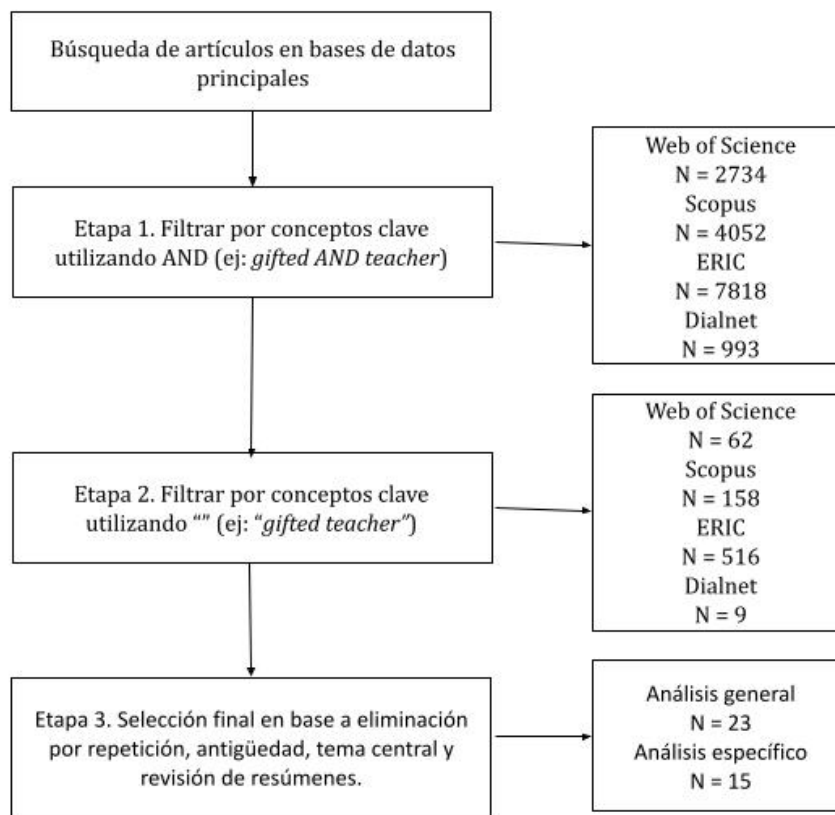 Búsqueda de artículos en bases de datos
principales
Etapa 1. Filtrar por conceptos clave
utilizando AND (ej: gifted AND teacher)
Web of Science
N = 2734
Scopus
N = 4052
ERIC
N = 7818
Dialnet
N = 993
Etapa 2. Filtrar por conceptos clave
utilizando “” (ej: “gifted teacher”)
Web of Science
N = 62
Scopus
N = 158
ERIC
N = 516
Dialnet
N = 9
Etapa 3. Selección final en base a eliminación
por repetición, antigüedad, tema central y
revisión de resúmenes.
Análisis general
N = 23
Análisis específico
N = 15